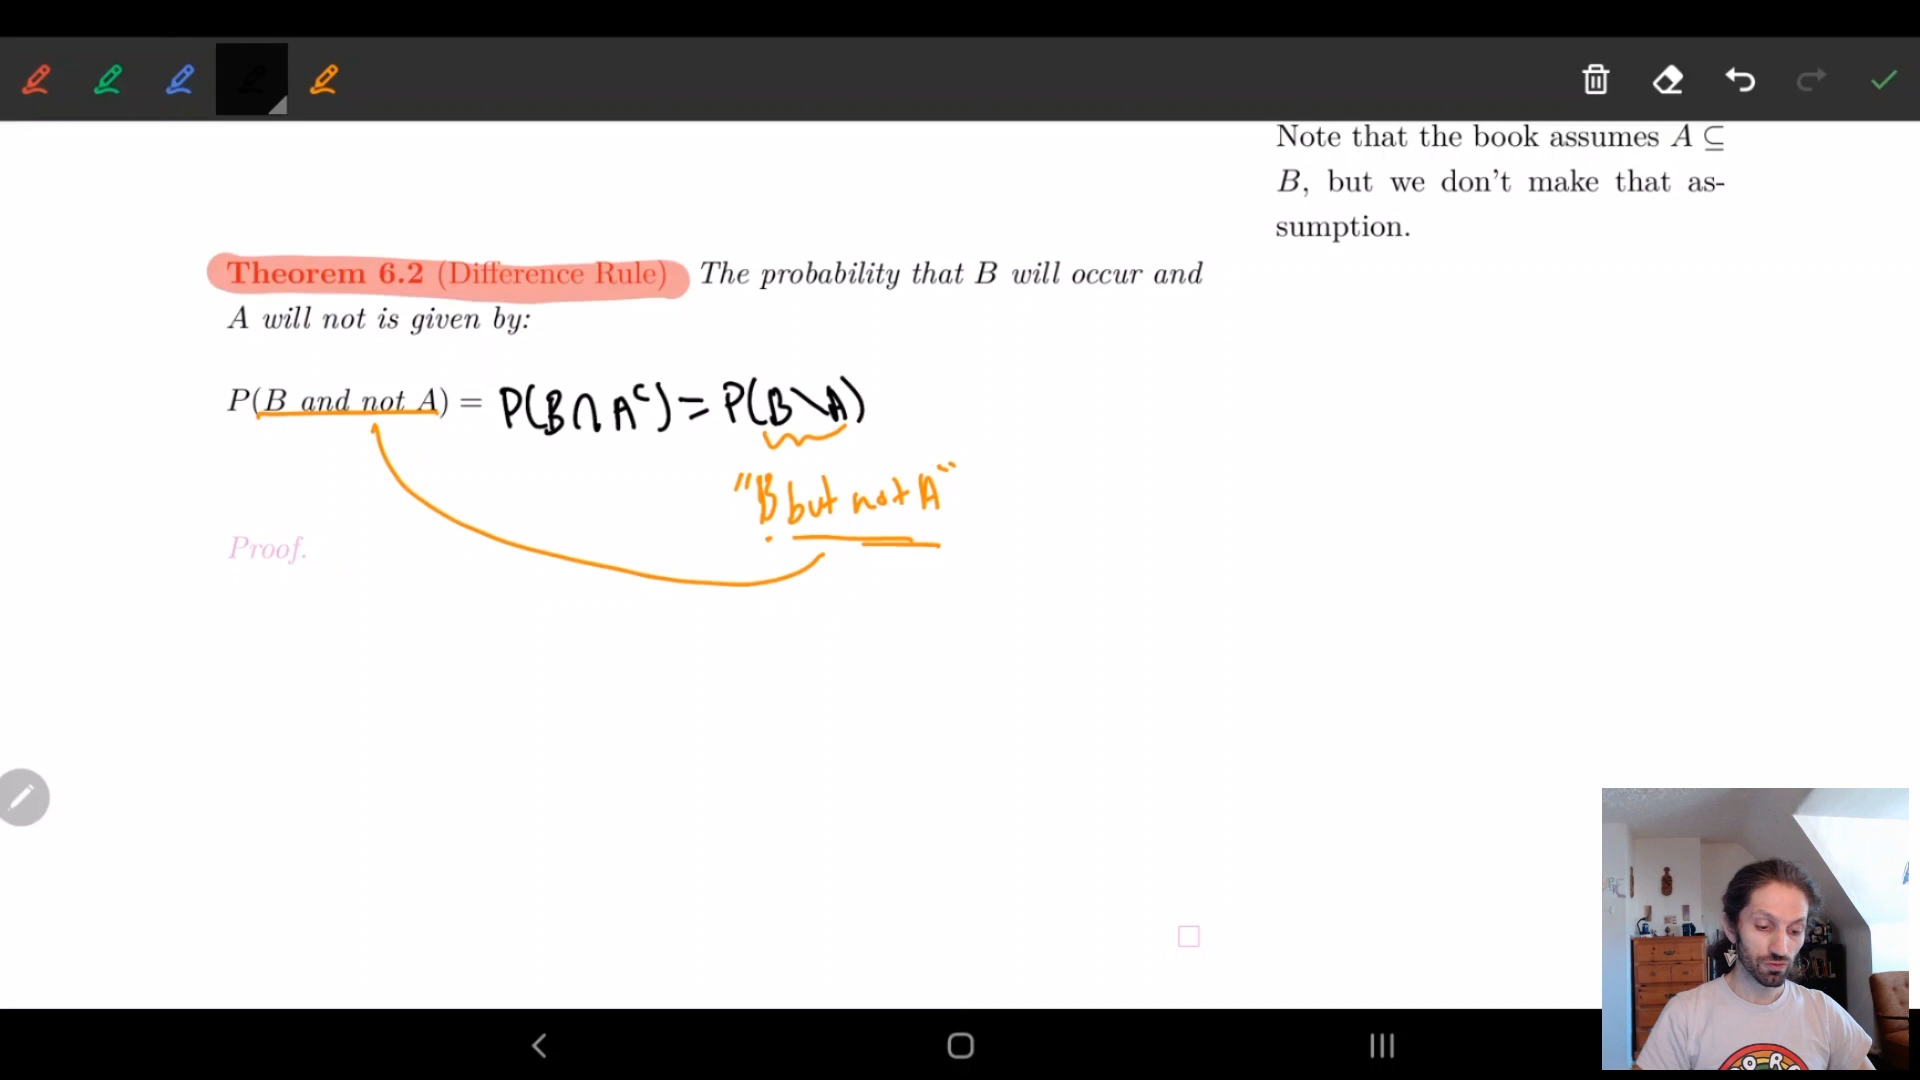 Note that the book assumes A ⊆
B, but we don't make that as-
sumption.
Theorem 6.2 (Difference Rule) The probability that B will occur and
A will not is given by:
P(B and not A) = P(B∩Aᶜ) = P(B\A)
"B but not A"
Proof.